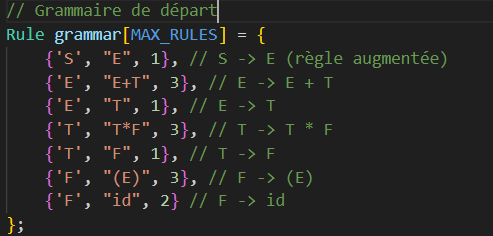 // Grammaire de départ
Rule grammar[MAX_RULES] = {
{'S', "E", 1}, // S -> E (règle augmentée)
{'E', "E+T", 3}, // E -> E + T
{'E', "T", 1}, // E -> T
{'T', "T*F", 3}, // T -> T * F
{'T', "F", 1}, // T -> F
{'F', "(E)", 3}, // F -> (E)
{'F', "id", 2} // F -> id
};